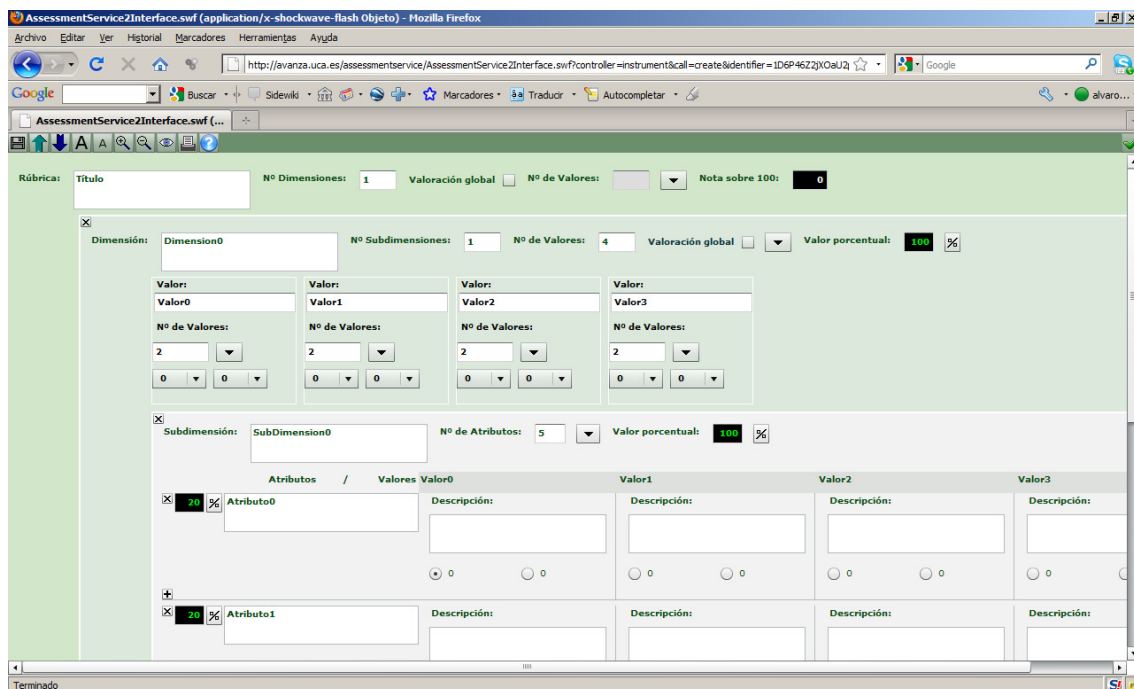 AssessmentService2Interface.swf (application/x-shockwave-flash Objeto) - Mozilla Firefox
Archivo Editar Ver Historial Marcadores Herramientas Ayuda
http://avanza.uca.es/assessmentservice/AssessmentService2Interface.swf?controller=instrument&call=create&identifier=1D6P46Z2jXOaU2j Google
Google Buscar Sidewiki Marcadores Traducir Autocompletar alvaro...
AssessmentService2Interface.swf (...
A A
Rúbrica: Título Nº Dimensiones: 1 Valoración global Nº de Valores: Nota sobre 100: 0
Dimensión: Dimension0 Nº Subdimensiones: 1 Nº de Valores: 4 Valoración global Valor porcentual: 100 %
Valor: Valor: Valor: Valor:
Valor0 Valor1 Valor2 Valor3
Nº de Valores: Nº de Valores: Nº de Valores: Nº de Valores:
2 2 2 2
0 0 0 0 0 0 0 0
Subdimensión: SubDimension0 Nº de Atributos: 5 Valor porcentual: 100 %
Atributos / Valores Valor0 Valor1 Valor2 Valor3
20 % Atributo0 Descripción: Descripción: Descripción: Descripción:
0 0 0 0 0 0 0
20 % Atributo1 Descripción: Descripción: Descripción: Descripción:
Terminado